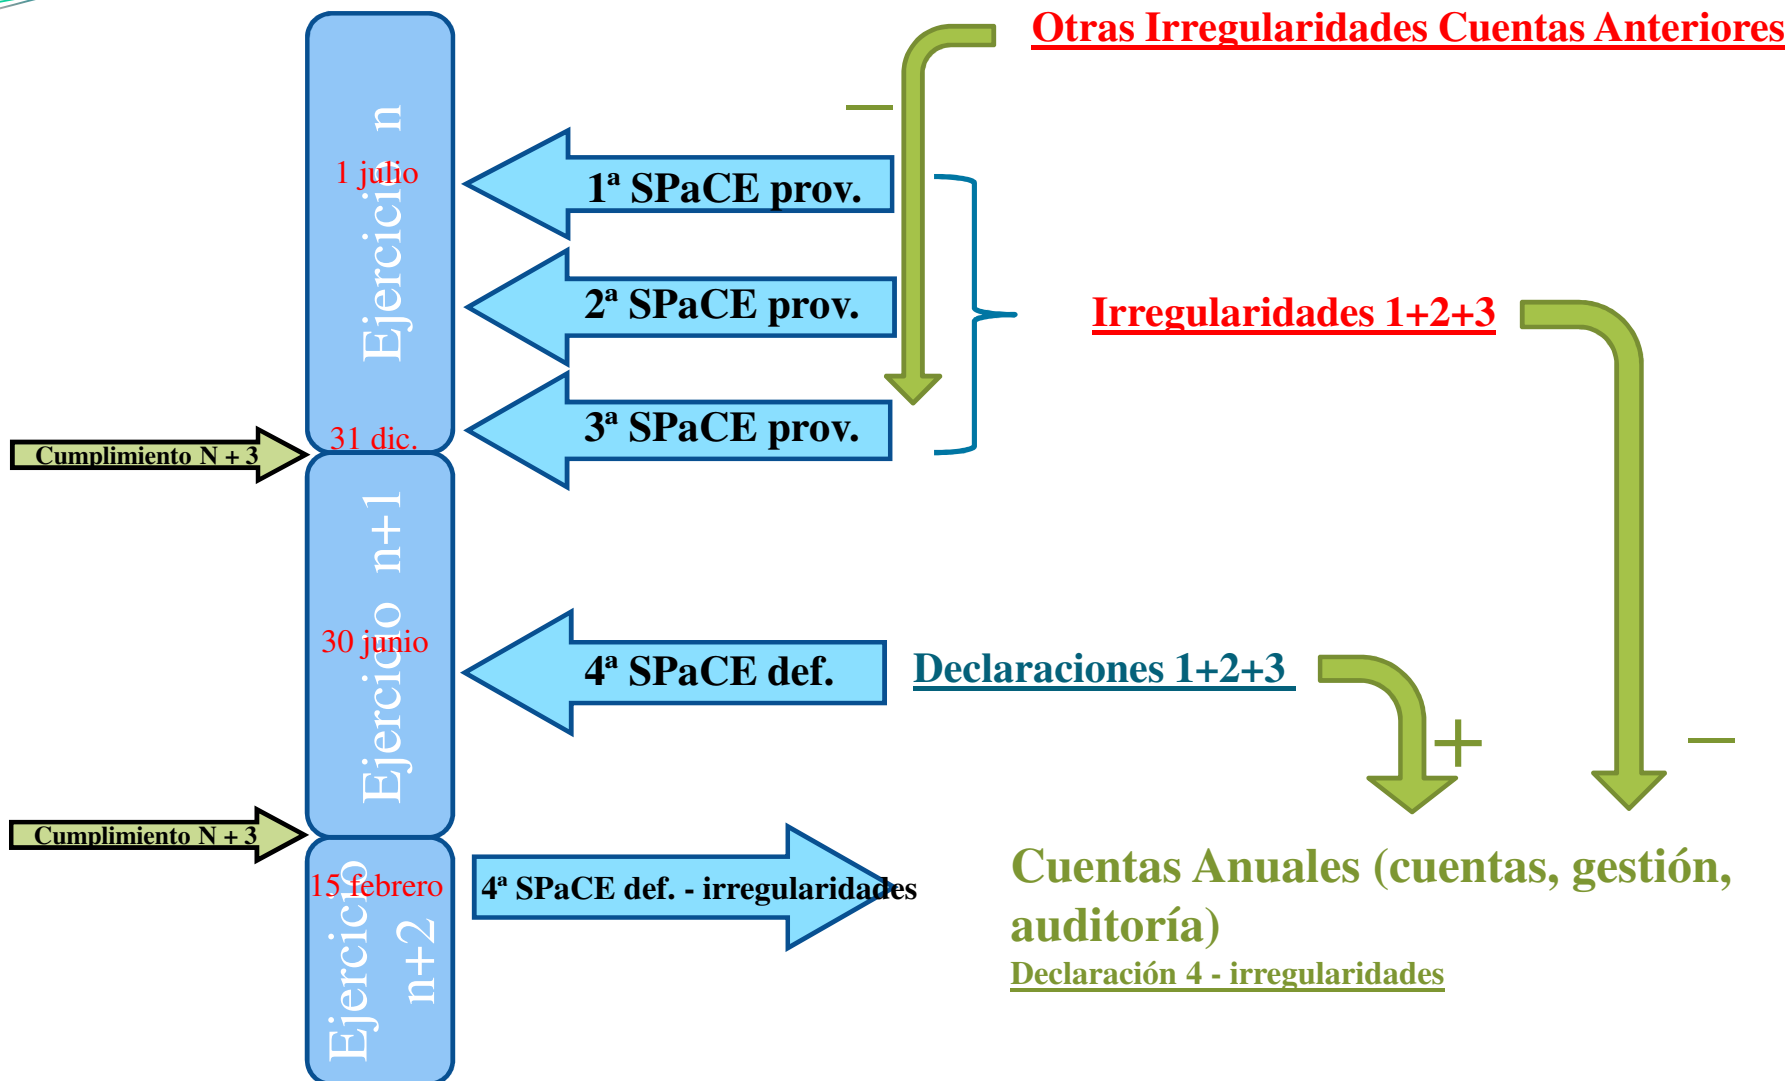 Otras Irregularidades Cuentas Anteriores
–
Ejercicio n
1 julio
1ª SPaCE prov.
2ª SPaCE prov.
Irregularidades 1+2+3
3ª SPaCE prov.
31 dic.
Cumplimiento N + 3
Ejercicio n+1
30 junio
4ª SPaCE def.
Declaraciones 1+2+3
+
–
Cumplimiento N + 3
Ejercicio
n+2
15 febrero
4ª SPaCE def. - irregularidades
Cuentas Anuales (cuentas, gestión,
auditoría)
Declaración 4 - irregularidades